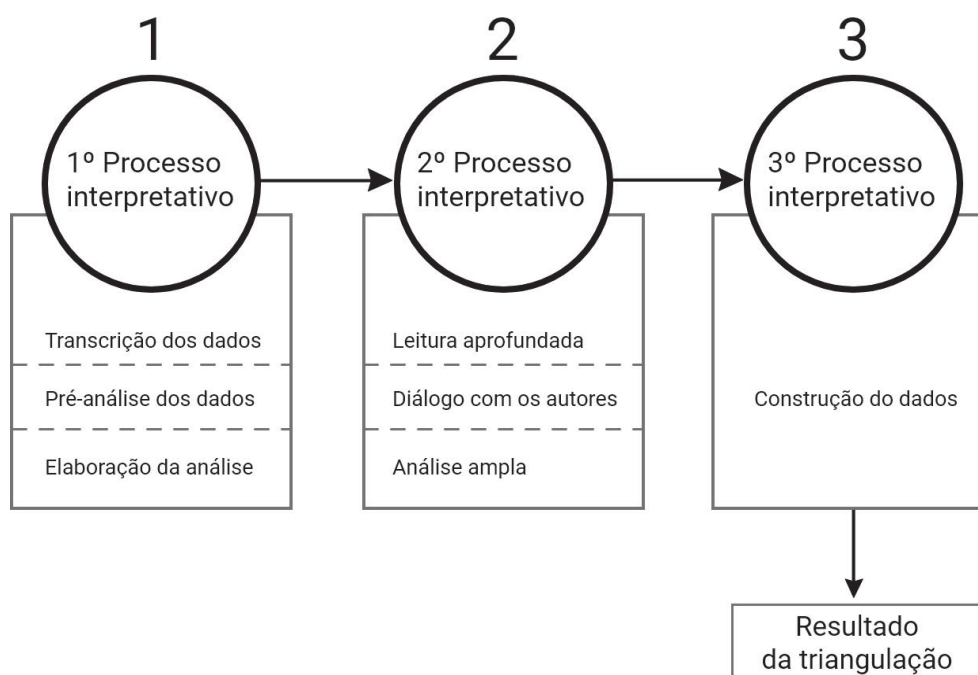 1
2
3
1º Processo
interpretativo
2º Processo
interpretativo
3º Processo
interpretativo
Transcrição dos dados
Pré-análise dos dados
Elaboração da análise
Leitura aprofundada
Diálogo com os autores
Análise ampla
Construção do dados
Resultado
da triangulação